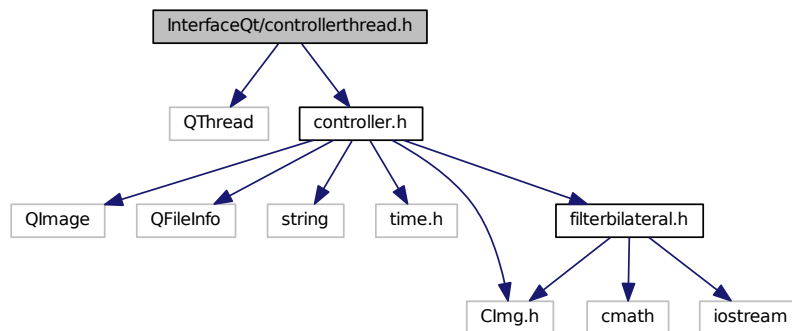 InterfaceQt/controllerthread.h
QThread
controller.h
QImage
QFileInfo
string
time.h
filterbilateral.h
CImg.h
cmath
iostream